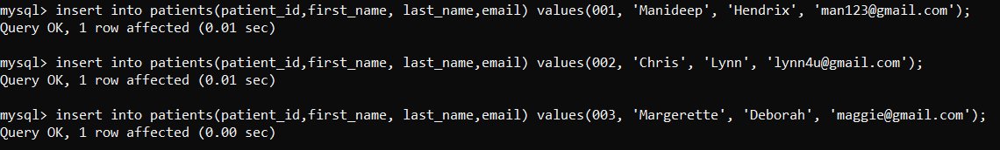 mysql> insert into patients(patient_id,first_name, last_name,email) values(001, 'Manideep', 'Hendrix', 'man123@gmail.com');
Query OK, 1 row affected (0.01 sec)
mysql> insert into patients(patient_id,first_name, last_name,email) values(002, 'Chris', 'Lynn', 'lynn4u@gmail.com');
Query OK, 1 row affected (0.01 sec)
mysql> insert into patients(patient_id,first_name, last_name,email) values(003, 'Margerette', 'Deborah', 'maggie@gmail.com');
Query OK, 1 row affected (0.00 sec)